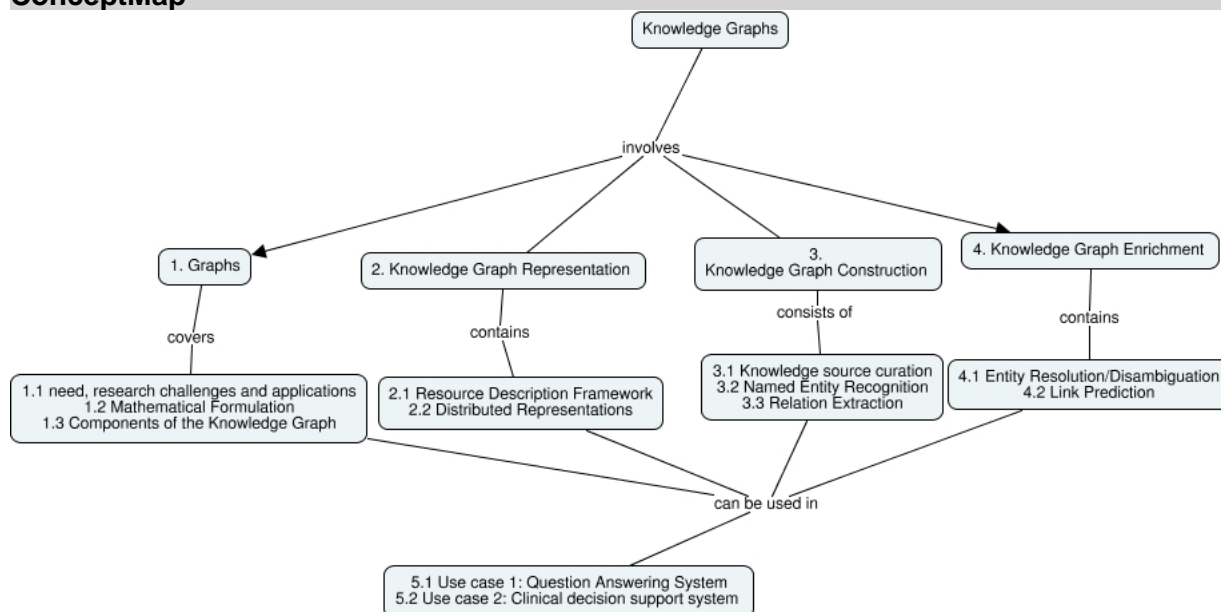 ConceptMap
Knowledge Graphs
involves
1. Graphs
2. Knowledge Graph Representation
3.
Knowledge Graph Construction
4. Knowledge Graph Enrichment
covers
contains
consists of
contains
1.1 need, research challenges and applications
1.2 Mathematical Formulation
1.3 Components of the Knowledge Graph
2.1 Resource Description Framework
2.2 Distributed Representations
3.1 Knowledge source curation
3.2 Named Entity Recognition
3.3 Relation Extraction
4.1 Entity Resolution/Disambiguation
4.2 Link Prediction
can be used in
5.1 Use case 1: Question Answering System
5.2 Use case 2: Clinical decision support system